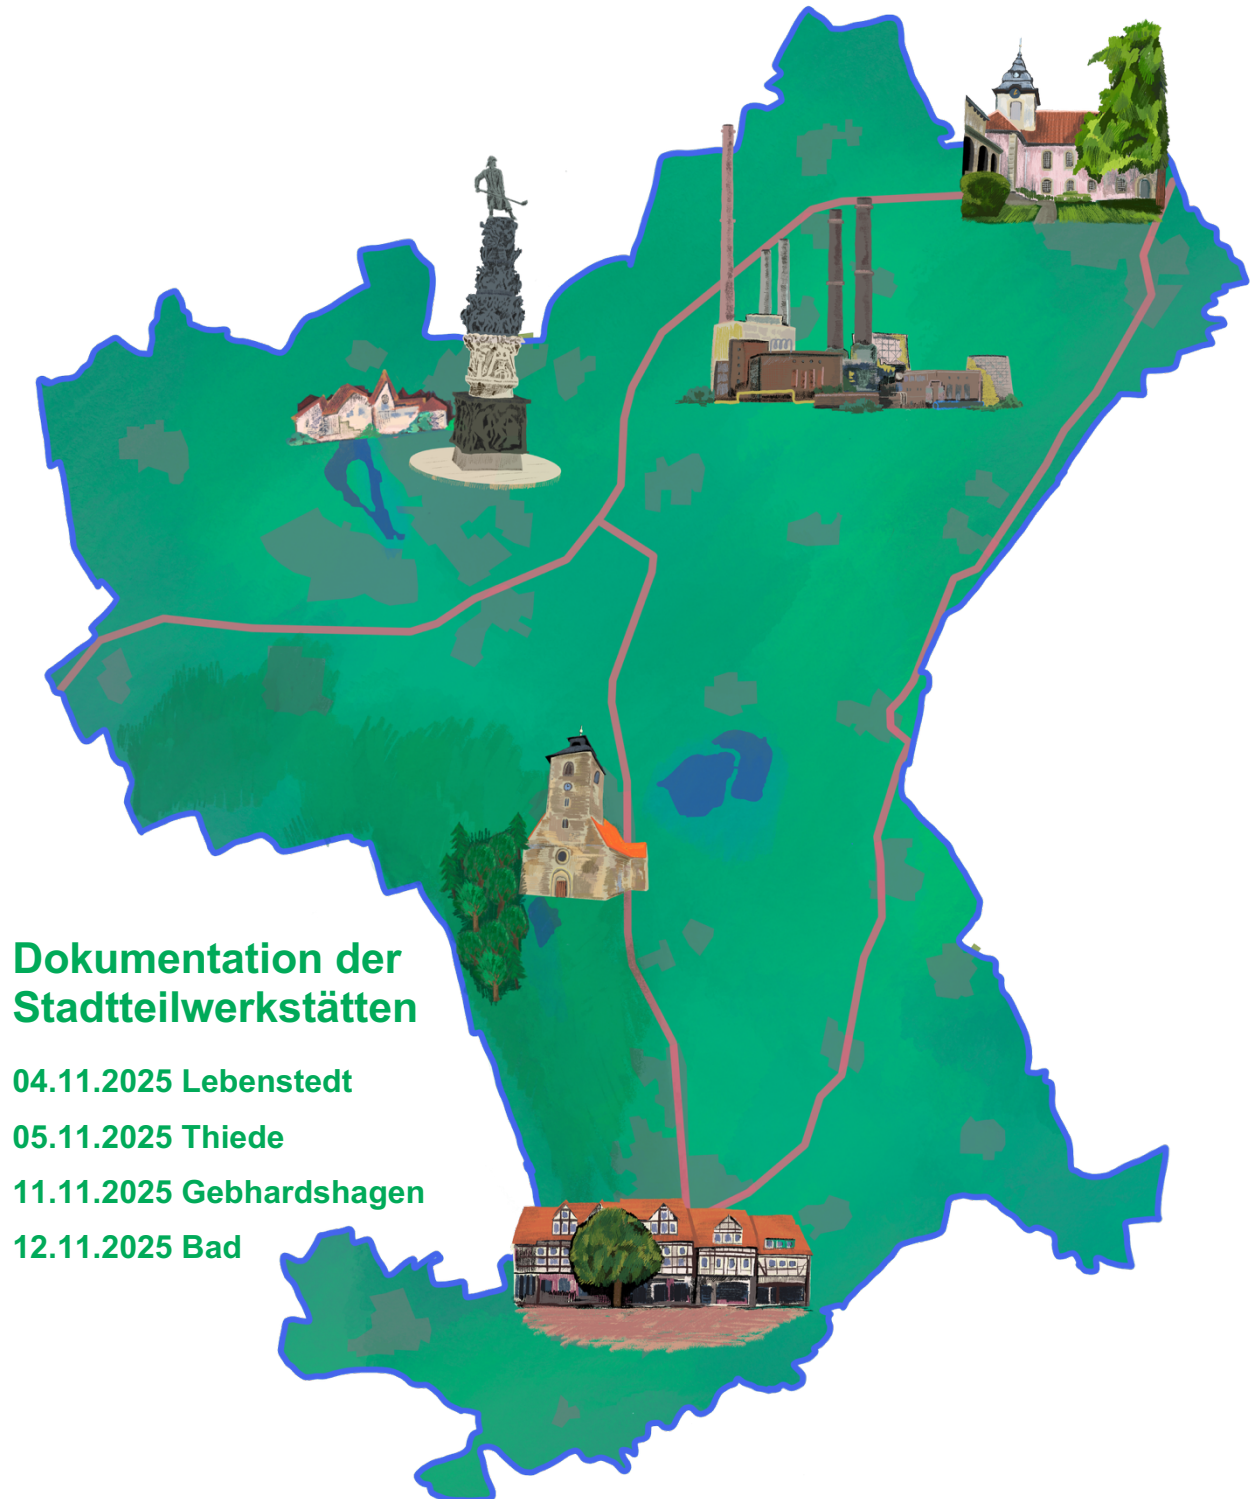 Dokumentation der
Stadtteilwerkstätten
04.11.2025 Lebenstedt
05.11.2025 Thiede
11.11.2025 Gebhardshagen
12.11.2025 Bad